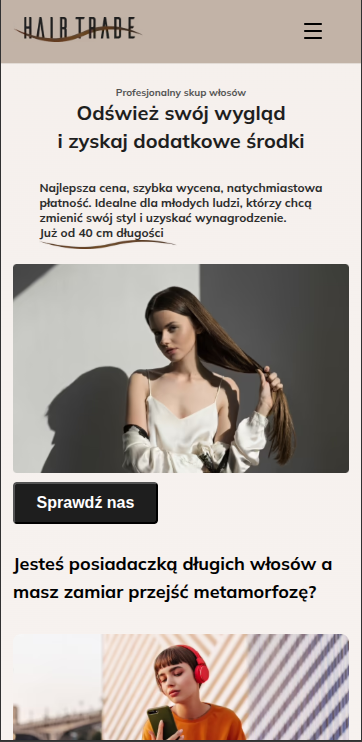 HAIR TRADE
Profesjonalny skup włosów
Odśwież swój wygląd
i zyskaj dodatkowe środki
Najlepsza cena, szybka wycena, natychmiastowa
płatność. Idealne dla młodych ludzi, którzy chcą
zmienić swój styl i uzyskać wynagrodzenie.
Już od 40 cm długości
Sprawdź nas
Jesteś posiadaczką długich włosów a
masz zamiar przejść metamorfozę?